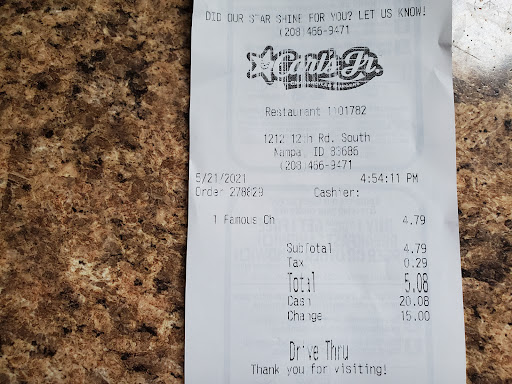 DID OUR STAR SHINE FOR YOU? LET US KNOW!
(208)466-9471
Carl's Jr.
Restaurant 1101782
1212 12th Rd. South
Nampa, ID 83686
(208)466-9471
5/21/2021 4:54:11 PM
Order 278629 Cashier:
1 Famous Ch 4.79
Subtotal 4.79
Tax 0.29
Total 5.08
Cash 20.08
Change 15.00
Drive Thru
Thank you for visiting!